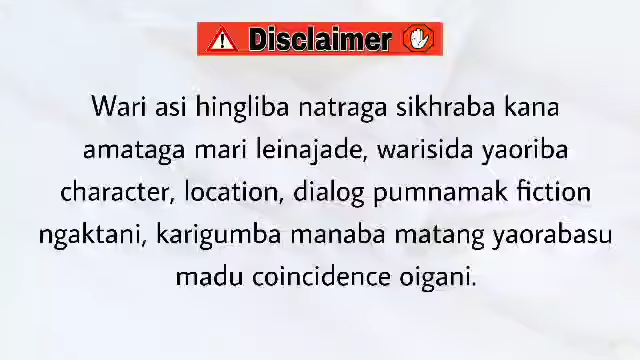 Disclaimer
Wari asi hingliba natraga sikhraba kana
amataga mari leinajade, warisida yaoriba
character, location, dialog pumnamak fiction
ngaktani, karigumba manaba matang yaorabasu
madu coincidence oigani.